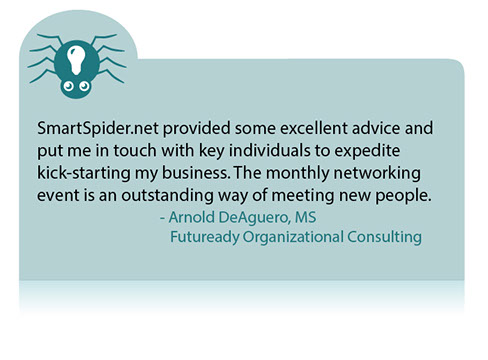 SmartSpider.net provided some excellent advice and
put me in touch with key individuals to expedite
kick-starting my business. The monthly networking
event is an outstanding way of meeting new people.
- Arnold DeAguero, MS
Futuready Organizational Consulting